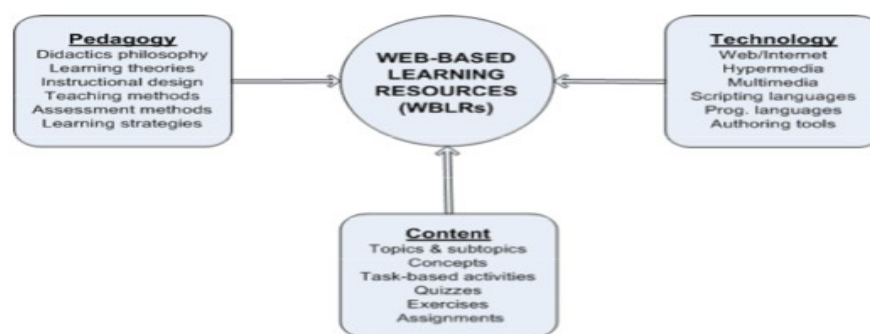 Pedagogy
Didactics philosophy
Learning theories
Instructional design
Teaching methods
Assessment methods
Learning strategies
WEB-BASED
LEARNING
RESOURCES
(WBLRs)
Technology
Web/Internet
Hypermedia
Multimedia
Scripting languages
Prog. languages
Authoring tools
Content
Topics & subtopics
Concepts
Task-based activities
Quizzes
Exercises
Assignments